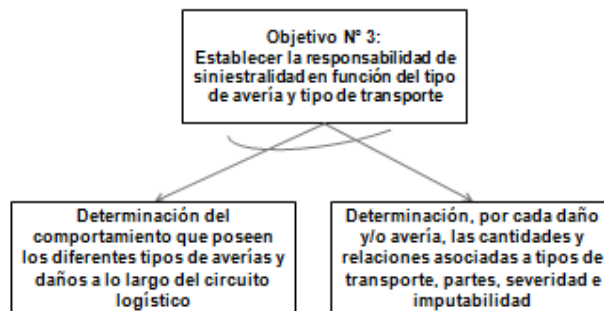 Objetivo N° 3:
Establecer la responsabilidad de
siniestralidad en función del tipo
de avería y tipo de transporte
Determinación del
comportamiento que poseen
los diferentes tipos de averías y
daños a lo largo del circuito
logístico
Determinación, por cada daño
y/o avería, las cantidades y
relaciones asociadas a tipos de
transporte, partes, severidad e
imputabilidad